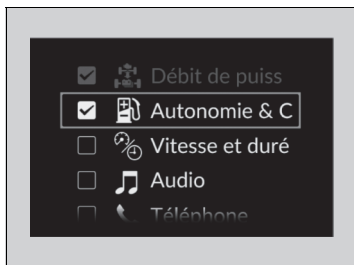 Débit de puiss
Autonomie & C
Vitesse et duré
Audio
Téléphone